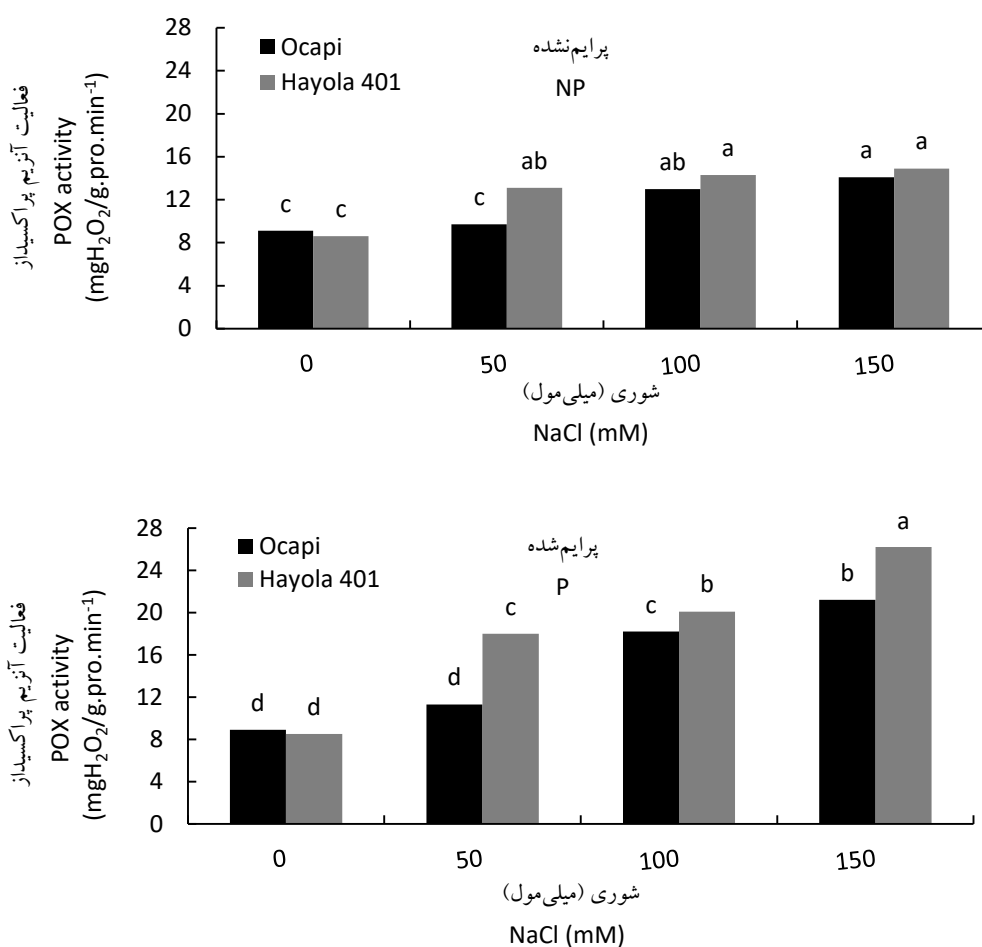 28
24
20
16
12
8
4
0
Ocapi
Hayola 401
پرایم‌نشده
NP
c
c
c
ab
ab
a
a
a
0
50
100
150
شوری (میلی‌مول)
NaCl (mM)
فعالیت آنزیم پراکسیداز
POX activity
(mgH₂O₂/g.pro.min⁻¹)
28
24
20
16
12
8
4
0
Ocapi
Hayola 401
پرایم‌شده
P
d
d
d
c
c
b
b
a
0
50
100
150
شوری (میلی‌مول)
NaCl (mM)
فعالیت آنزیم پراکسیداز
POX activity
(mgH₂O₂/g.pro.min⁻¹)